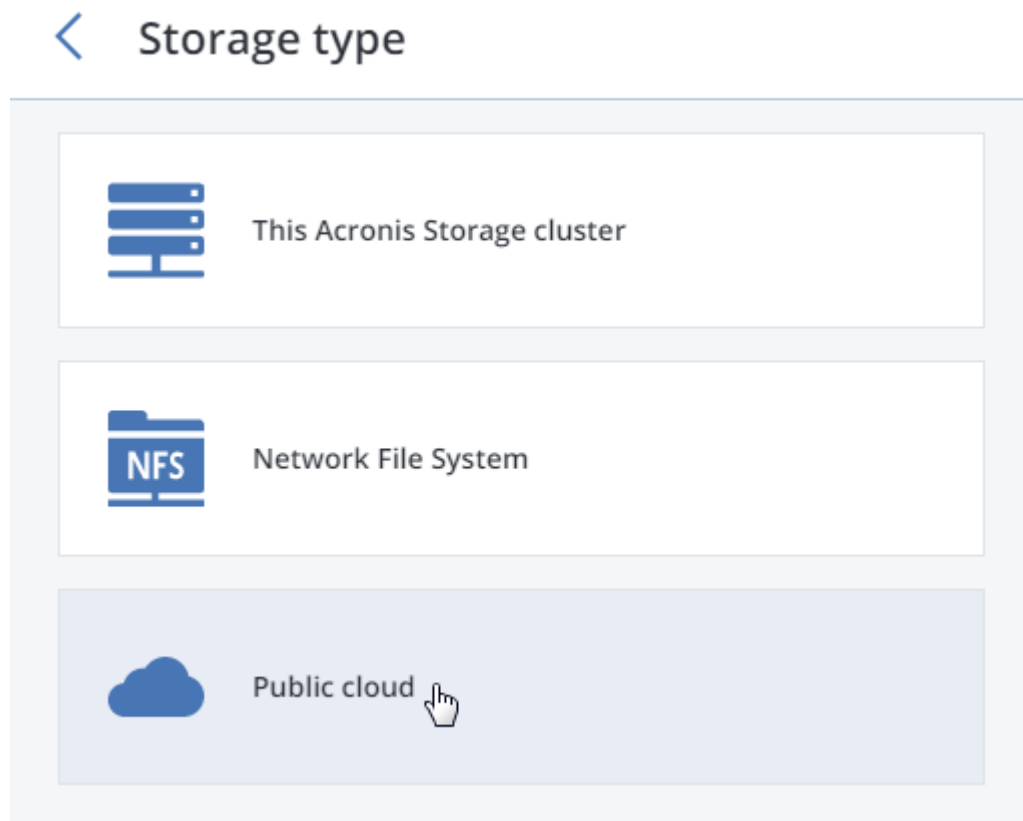 Storage type
This Acronis Storage cluster
NFS
Network File System
Public cloud